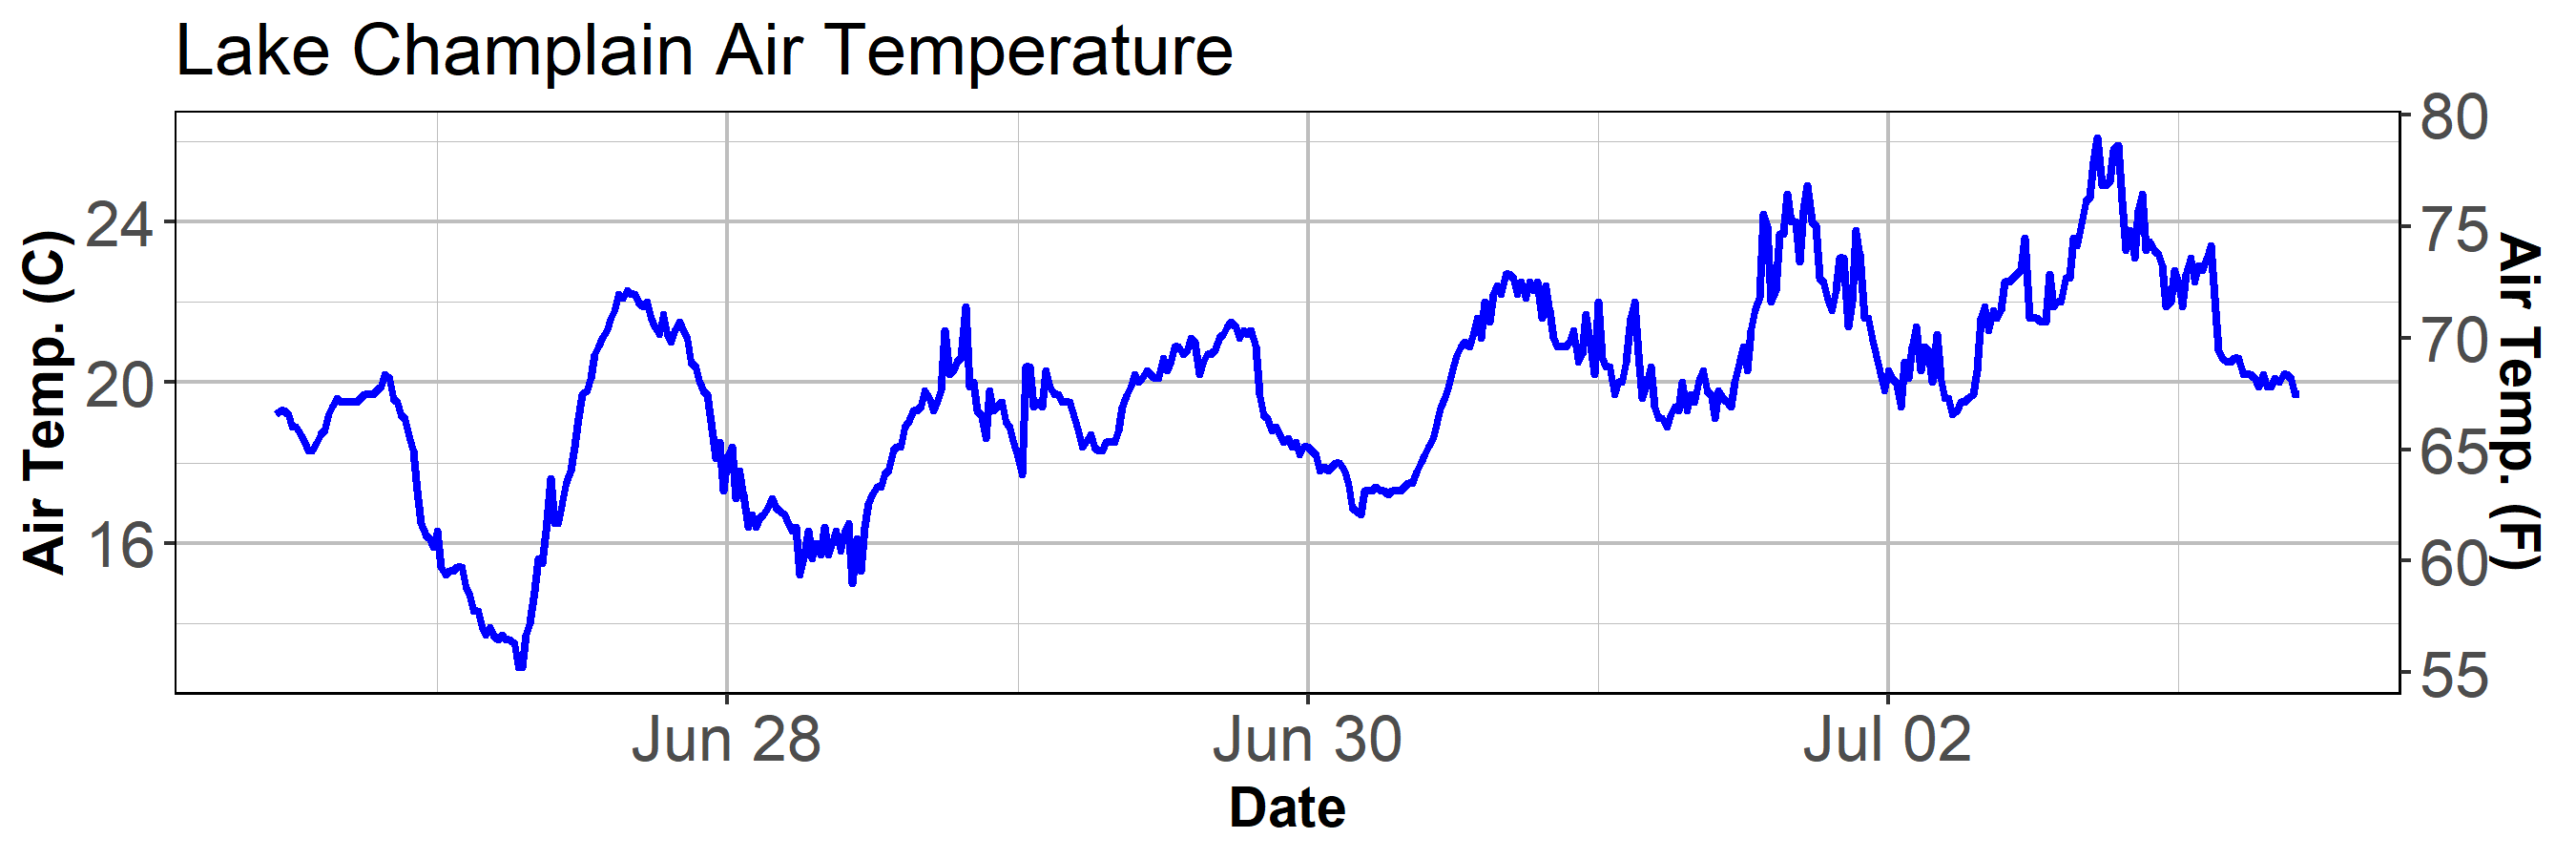 Lake Champlain Air Temperature
Air Temp. (C)
24
20
16
80
75
70
65
60
55
Air Temp. (F)
Jun 28
Jun 30
Jul 02
Date